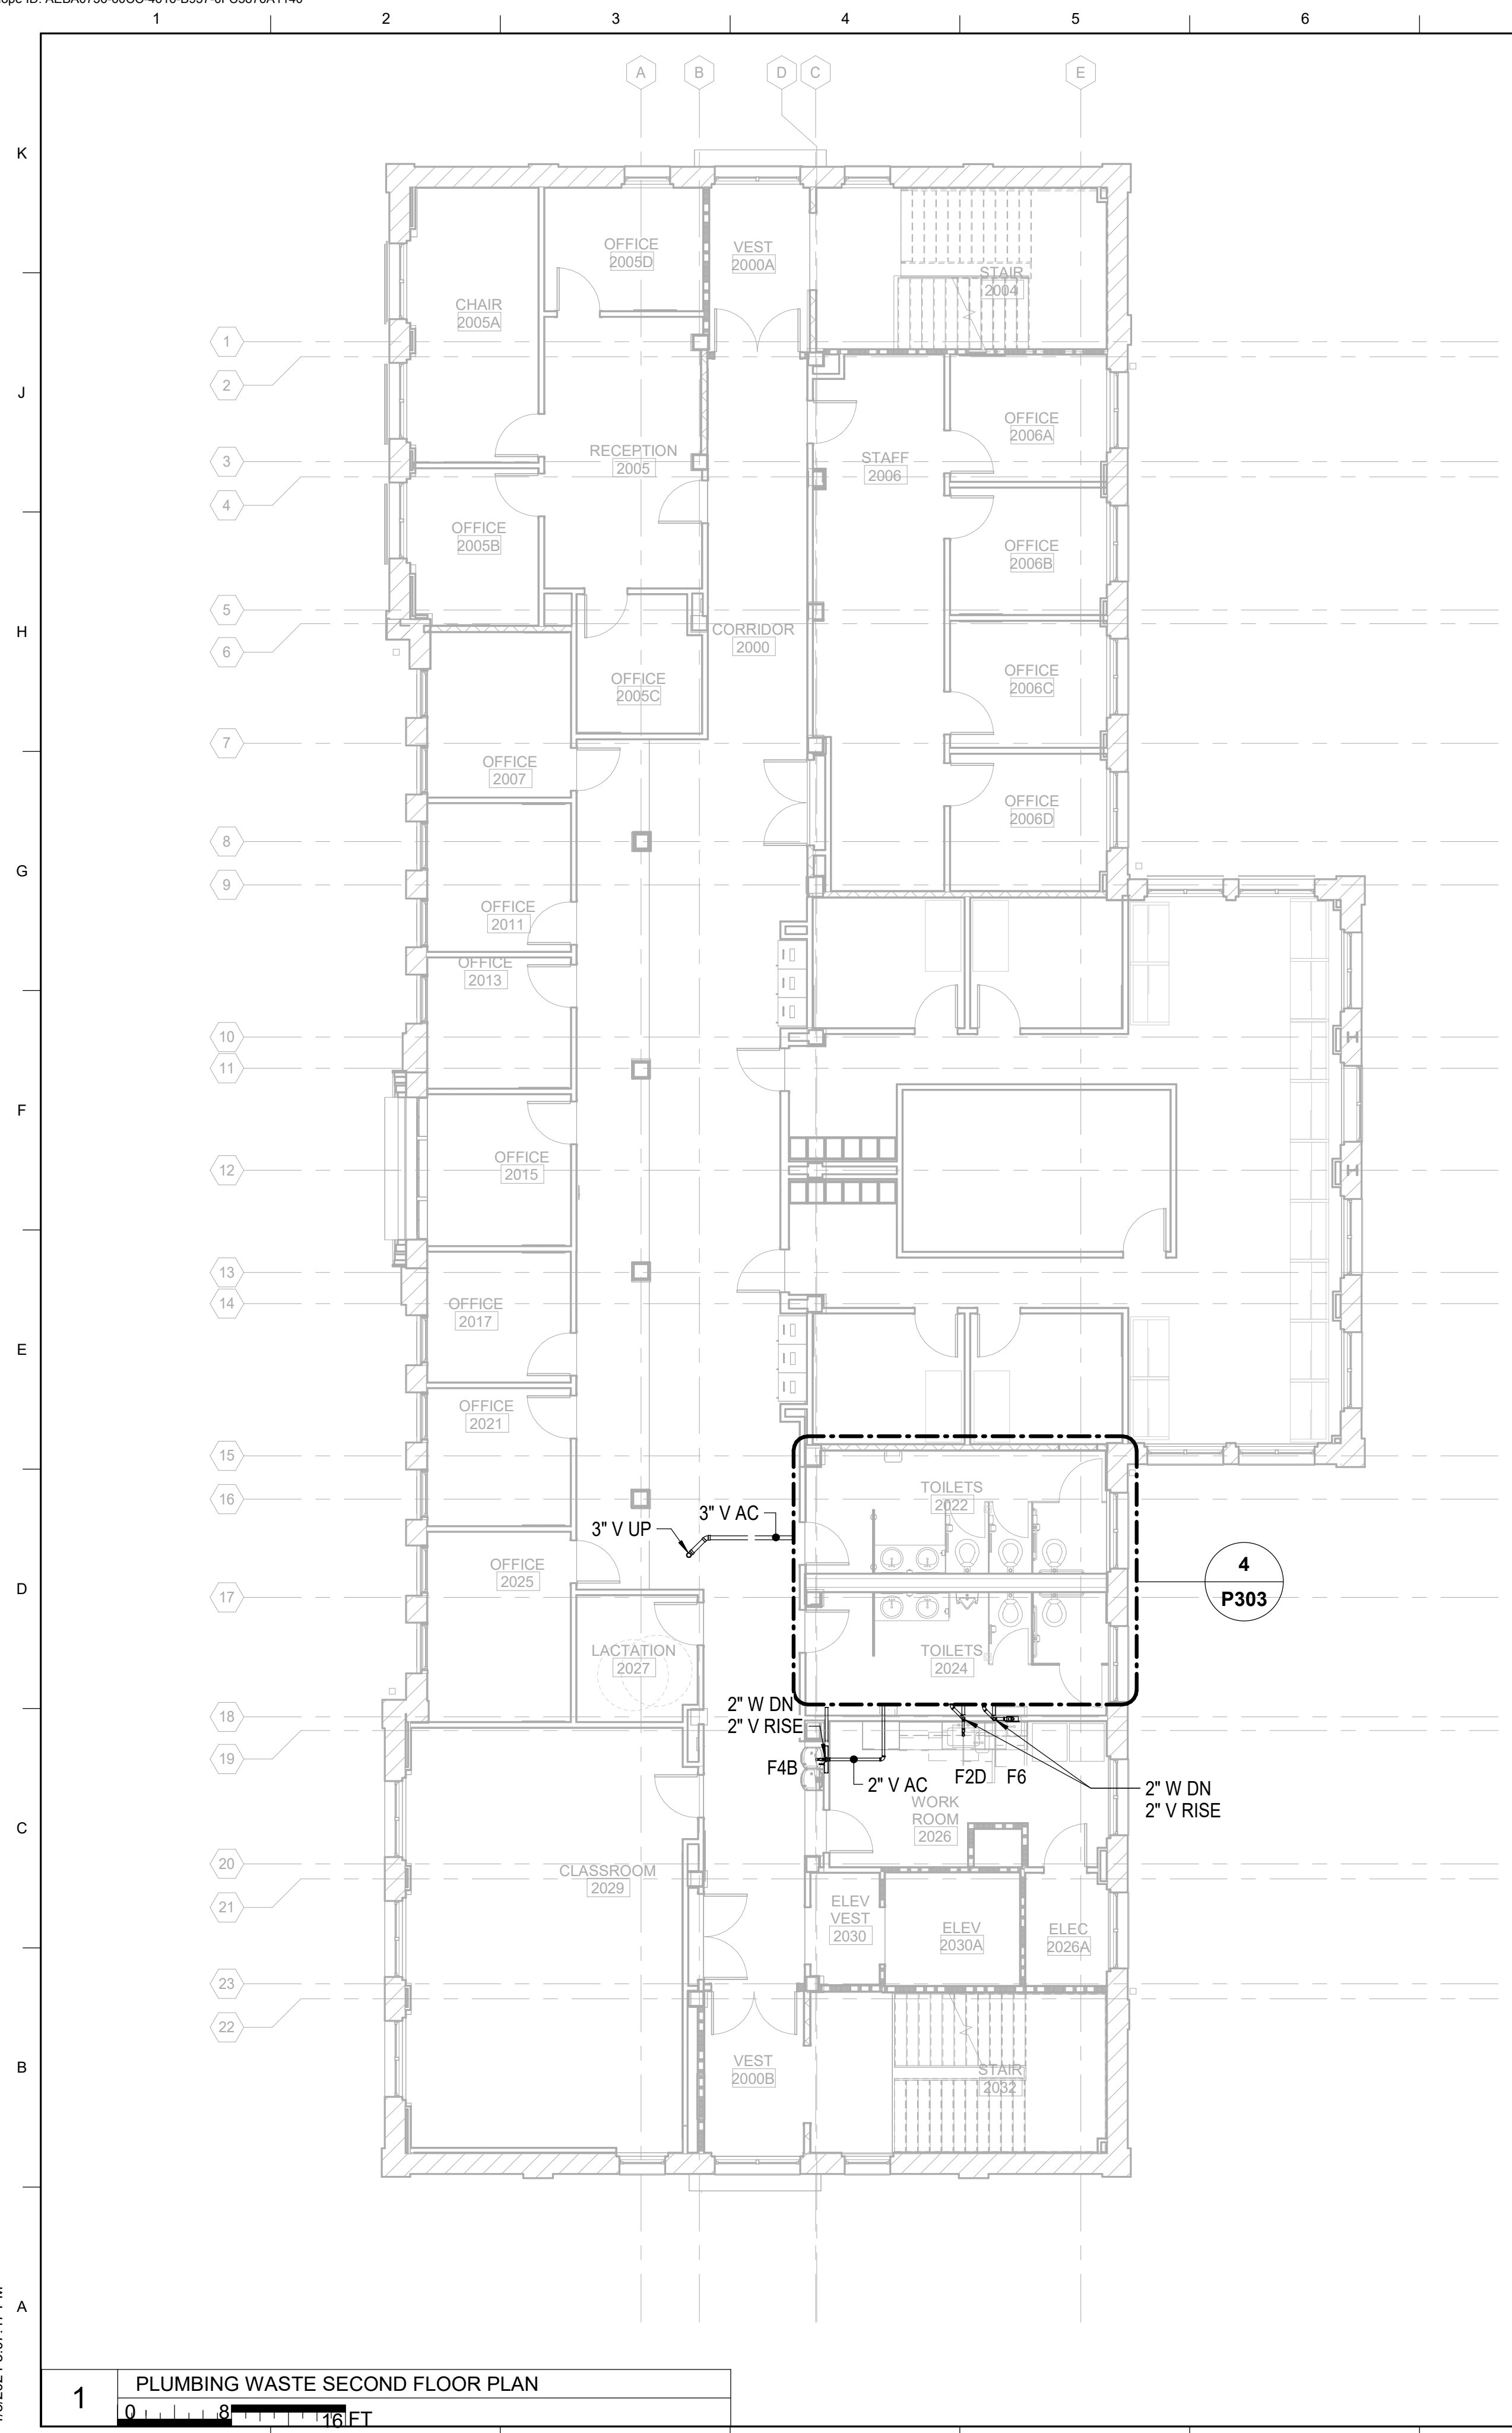 1 2 3 4 5 6
A B D C E
K
OFFICE
2005D
VEST
2000A
STAIR
2004
CHAIR
2005A
1
2
J
OFFICE
2006A
RECEPTION
2005
STAFF
2006
3
4
OFFICE
2005B
OFFICE
2006B
5
H
6
CORRIDOR
2000
OFFICE
2005C
OFFICE
2006C
7
OFFICE
2007
OFFICE
2006D
8
G
9
OFFICE
2011
OFFICE
2013
10
11
F
12
OFFICE
2015
13
14
OFFICE
2017
E
OFFICE
2021
15
16
TOILETS
2022
3" V AC
3" V UP
OFFICE
2025
4
P303
D
17
LACTATION
2027
TOILETS
2024
2" W DN
2" V RISE
18
19
F4B
2" V AC
F2D
F6
2" W DN
2" V RISE
WORK
ROOM
2026
C
20
21
CLASSROOM
2029
ELEV
VEST
2030
ELEV
2030A
ELEC
2026A
23
22
B
VEST
2000B
STAIR
2032
A
1
PLUMBING WASTE SECOND FLOOR PLAN
0 8 16 FT